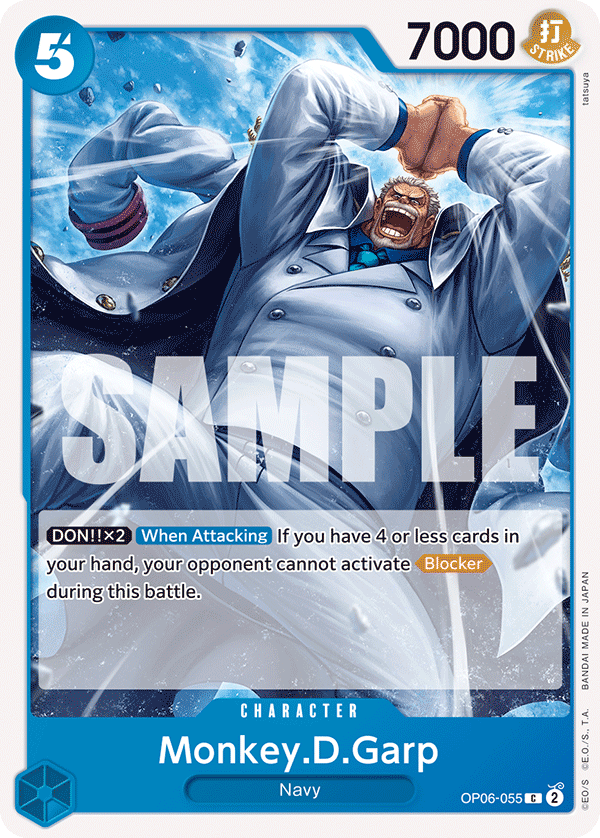 5
7000
打
STRIKE
tatsuya
SAMPLE
DON!!×2 When Attacking If you have 4 or less cards in
your hand, your opponent cannot activate Blocker
during this battle.
CHARACTER
Monkey.D.Garp
Navy
OP06-055 C 2
©E.O/S ©E.O./S., T.A. BANDAI MADE IN JAPAN